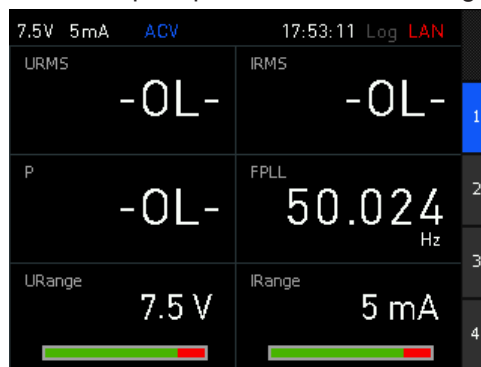 7.5V 5mA ACV 17:53:11 Log LAN
URMS IRMS
-OL- -OL-
1
P FPLL
-OL- 50.024
Hz
2
URange IRange
3
7.5 V 5 mA
4